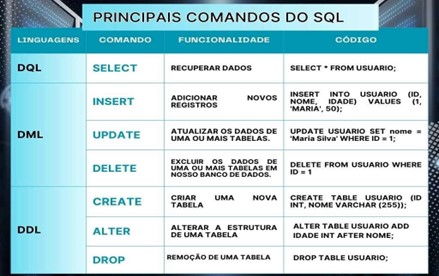 PRINCIPAIS COMANDOS DO SQL
LINGUAGENS COMANDO FUNCIONALIDADE CÓDIGO
DQL SELECT RECUPERAR DADOS SELECT * FROM USUARIO;
DML
INSERT
ADICIONAR NOVOS
REGISTROS
INSERT INTO USUARIO (ID,
NOME, IDADE) VALUES (1,
'MARIA', 50);
UPDATE
ATUALIZAR OS DADOS DE
UMA OU MAIS TABELAS.
UPDATE USUARIO SET nome =
'Maria Silva' WHERE ID = 1;
DELETE
EXCLUIR OS DADOS DE
UMA OU MAIS TABELAS EM
NOSSO BANCO DE DADOS.
DELETE FROM USUARIO WHERE
ID = 1
DDL
CREATE
CRIAR UMA NOVA
TABELA
CREATE TABLE USUARIO (ID
INT, NOME VARCHAR (255));
ALTER
ALTERAR A ESTRUTURA
DE UMA TABELA
ALTER TABLE USUARIO ADD
IDADE INT AFTER NOME;
DROP
REMOÇÃO DE UMA TABELA
DROP TABLE USUARIO;